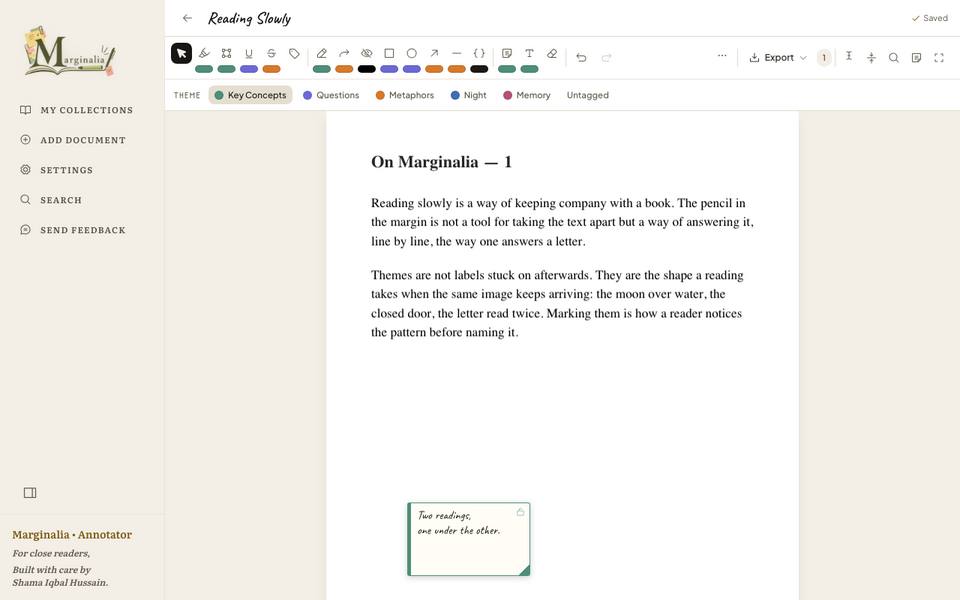 Marginalia
MY COLLECTIONS
ADD DOCUMENT
SETTINGS
SEARCH
SEND FEEDBACK
Marginalia • Annotator
For close readers,
Built with care by
Shama Iqbal Hussain.
Reading Slowly
Saved
Export
1
THEME
Key Concepts
Questions
Metaphors
Night
Memory
Untagged
On Marginalia — 1
Reading slowly is a way of keeping company with a book. The pencil in
the margin is not a tool for taking the text apart but a way of answering it,
line by line, the way one answers a letter.
Themes are not labels stuck on afterwards. They are the shape a reading
takes when the same image keeps arriving: the moon over water, the
closed door, the letter read twice. Marking them is how a reader notices
the pattern before naming it.
Two readings,
one under the other.